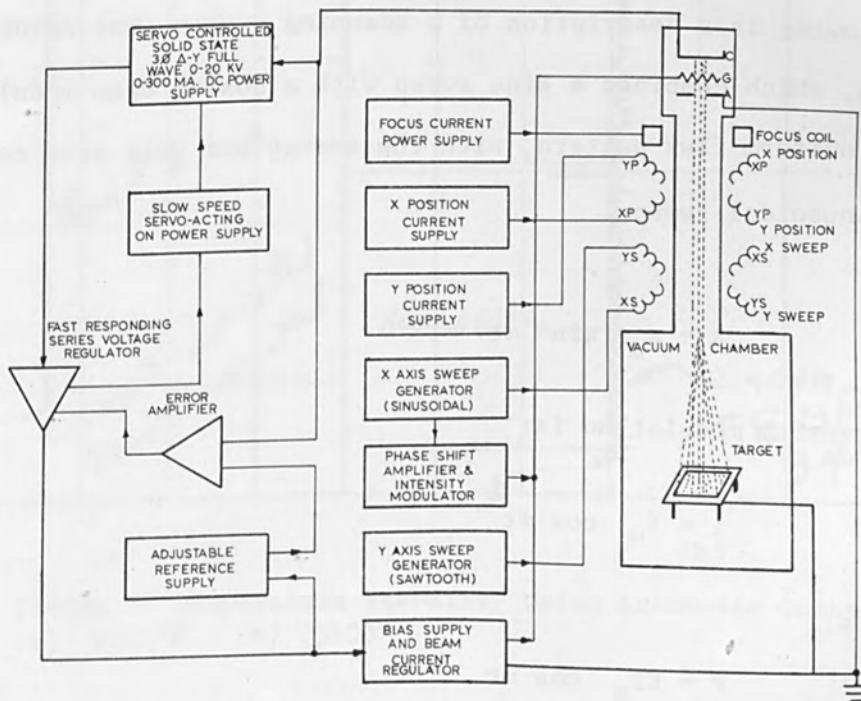 SERVO CONTROLLED
SOLID STATE
3Ø Δ-Y FULL
WAVE 0-20 KV
0-300 MA. DC POWER
SUPPLY
SLOW SPEED
SERVO-ACTING
ON POWER SUPPLY
FAST RESPONDING
SERIES VOLTAGE
REGULATOR
ERROR
AMPLIFIER
ADJUSTABLE
REFERENCE
SUPPLY
FOCUS CURRENT
POWER SUPPLY
X POSITION
CURRENT
SUPPLY
Y POSITION
CURRENT
SUPPLY
X AXIS SWEEP
GENERATOR
(SINUSOIDAL)
PHASE SHIFT
AMPLIFIER &
INTENSITY
MODULATOR
Y AXIS SWEEP
GENERATOR
(SAWTOOTH)
BIAS SUPPLY
AND BEAM
CURRENT
REGULATOR
C
G
FOCUS COIL
X POSITION
YP
XP
XP
YP
Y POSITION
X SWEEP
YS
XS
XS
YS
Y SWEEP
VACUUM
CHAMBER
TARGET